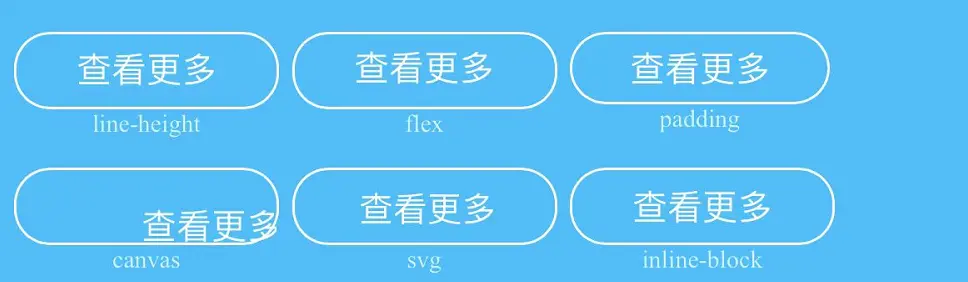 查看更多 查看更多 查看更多
line-height flex padding
查看更多 查看更多 查看更多
canvas svg inline-block